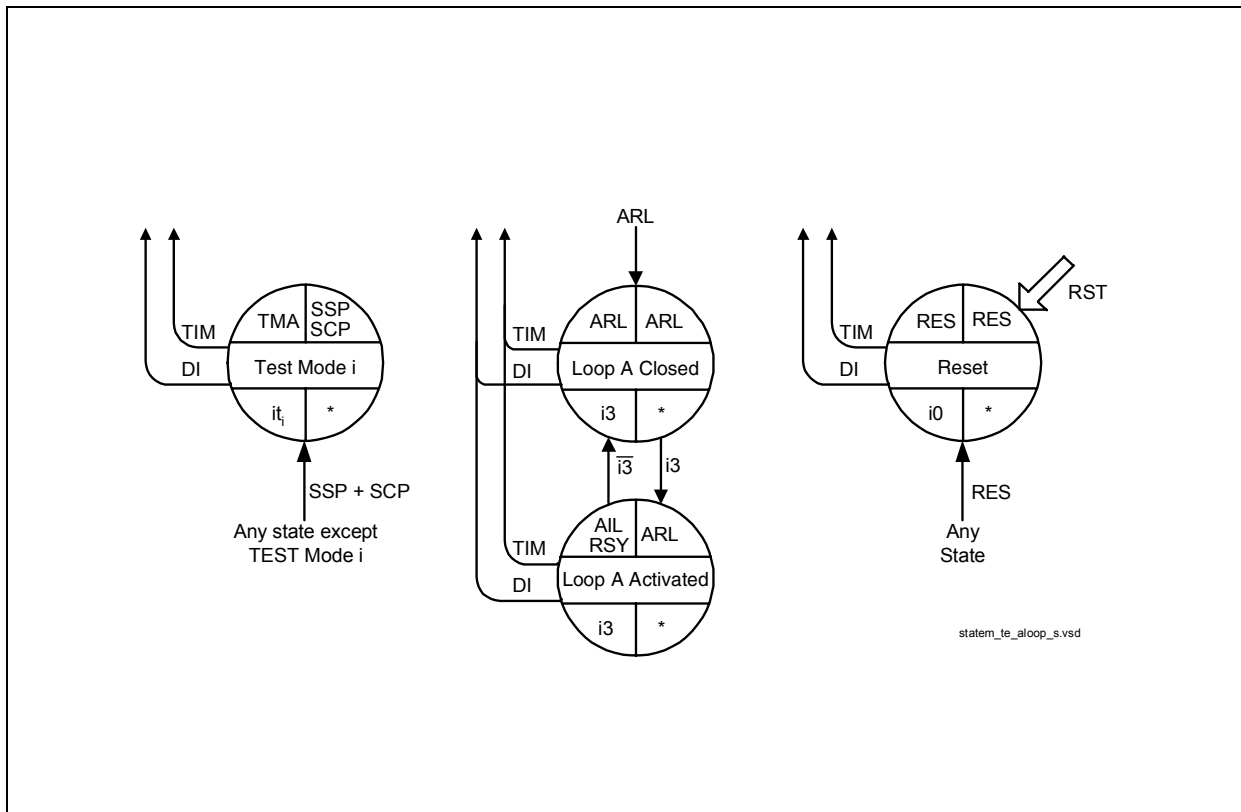 TIM
DI
TMA
SSP
SCP
Test Mode i
itᵢ
*
SSP + SCP
Any state except
TEST Mode i
ARL
TIM
DI
ARL
ARL
Loop A Closed
i3
*
i̅3̅
i3
TIM
DI
AIL
RSY
ARL
Loop A Activated
i3
*
RST
TIM
DI
RES
RES
Reset
i0
*
RES
Any
State
statem_te_aloop_s.vsd